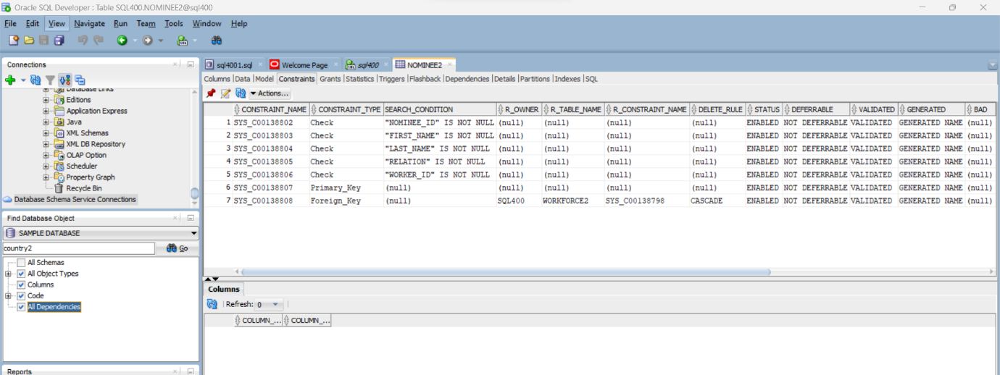 Oracle SQL Developer : Table SQL400.NOMINEE2@sql400
File Edit View Navigate Run Team Tools Window Help
Connections
Database Links
Editions
Application Express
Java
XML Schemas
XML DB Repository
OLAP Option
Scheduler
Property Graph
Recycle Bin
Database Schema Service Connections
Find Database Object
SAMPLE DATABASE
country2 Go
All Schemas
All Object Types
Columns
Code
All Dependencies
Reports
sql4001.sql Welcome Page sql400 NOMINEE2
Columns Data Model Constraints Grants Statistics Triggers Flashback Dependencies Details Partitions Indexes SQL
Actions...
CONSTRAINT_NAME CONSTRAINT_TYPE SEARCH_CONDITION R_OWNER R_TABLE_NAME R_CONSTRAINT_NAME DELETE_RULE STATUS DEFERRABLE VALIDATED GENERATED BAD
1 SYS_C00138802 Check "NOMINEE_ID" IS NOT NULL (null) (null) (null) (null) ENABLED NOT DEFERRABLE VALIDATED GENERATED NAME (null)
2 SYS_C00138803 Check "FIRST_NAME" IS NOT NULL (null) (null) (null) (null) ENABLED NOT DEFERRABLE VALIDATED GENERATED NAME (null)
3 SYS_C00138804 Check "LAST_NAME" IS NOT NULL (null) (null) (null) (null) ENABLED NOT DEFERRABLE VALIDATED GENERATED NAME (null)
4 SYS_C00138805 Check "RELATION" IS NOT NULL (null) (null) (null) (null) ENABLED NOT DEFERRABLE VALIDATED GENERATED NAME (null)
5 SYS_C00138806 Check "WORKER_ID" IS NOT NULL (null) (null) (null) (null) ENABLED NOT DEFERRABLE VALIDATED GENERATED NAME (null)
6 SYS_C00138807 Primary_Key (null) (null) (null) (null) (null) ENABLED NOT DEFERRABLE VALIDATED GENERATED NAME (null)
7 SYS_C00138808 Foreign_Key (null) SQL400 WORKFORCE2 SYS_C00138798 CASCADE ENABLED NOT DEFERRABLE VALIDATED GENERATED NAME (null)
Columns
Refresh: 0
COLUMN_... COLUMN_...